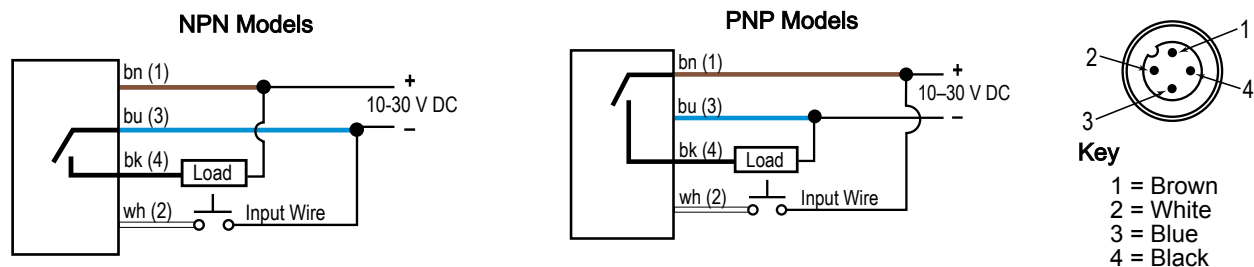 NPN Models
bn (1)
+
10-30 V DC
bu (3)
–
bk (4)
Load
wh (2)
Input Wire
PNP Models
bn (1)
+
10–30 V DC
bu (3)
–
bk (4)
Load
wh (2)
Input Wire
1
2
4
3
Key
1 = Brown
2 = White
3 = Blue
4 = Black